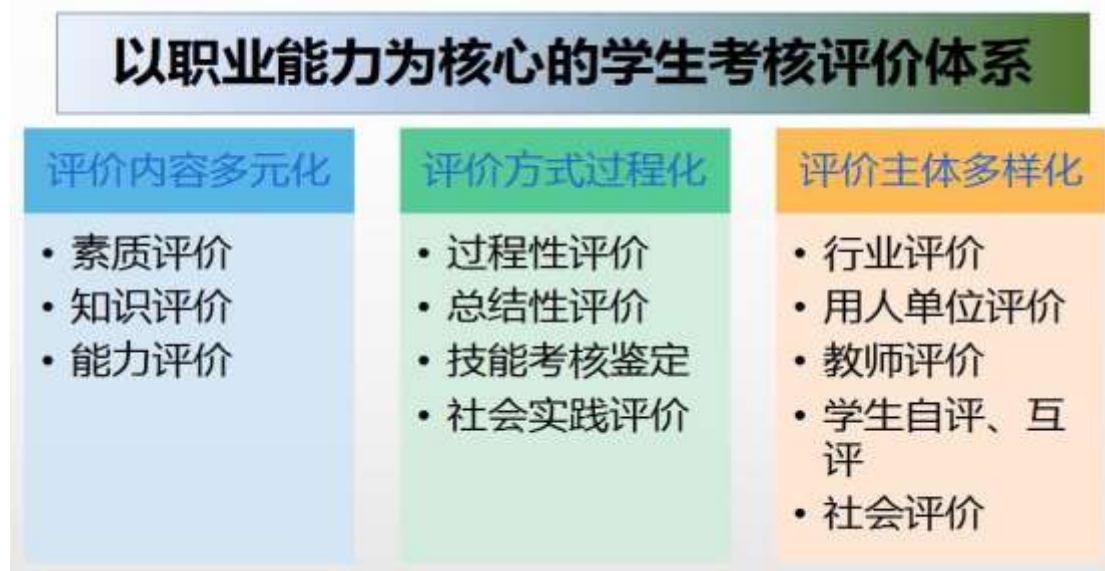 以职业能力为核心的学生考核评价体系
评价内容多元化
• 素质评价
• 知识评价
• 能力评价
评价方式过程化
• 过程性评价
• 总结性评价
• 技能考核鉴定
• 社会实践评价
评价主体多样化
• 行业评价
• 用人单位评价
• 教师评价
• 学生自评、互
评
• 社会评价